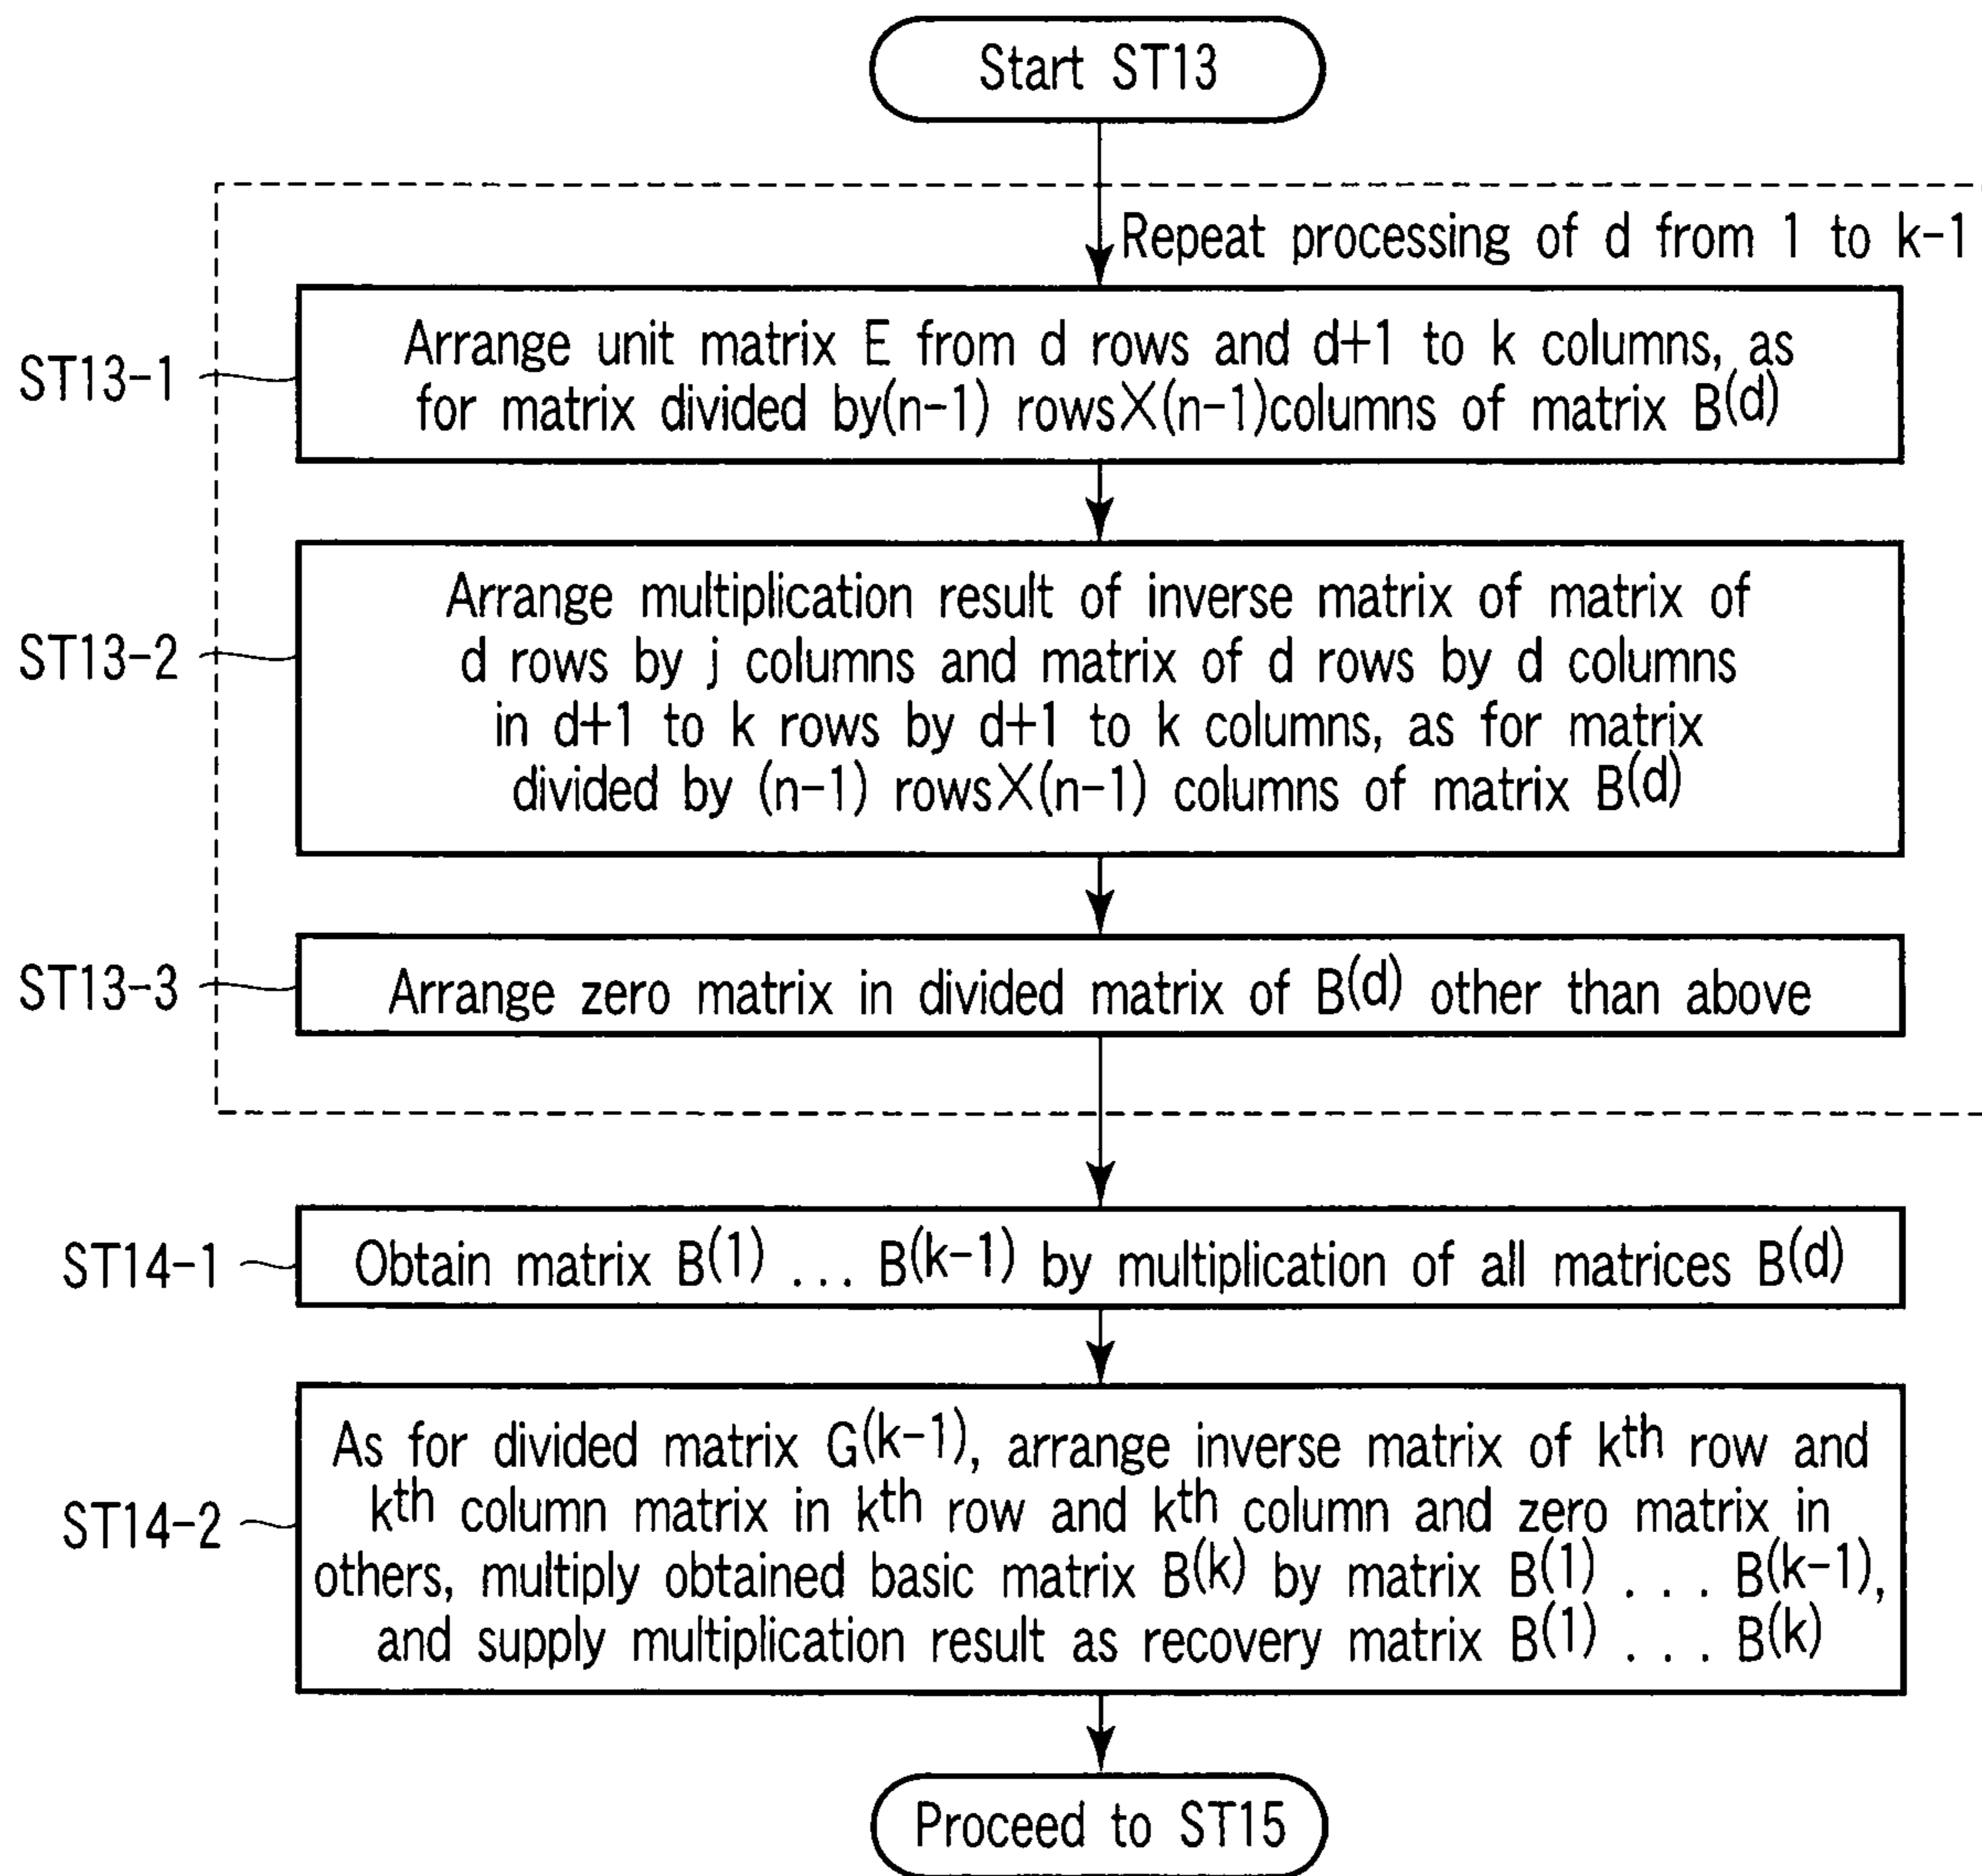 Start ST13
Repeat processing of d from 1 to k-1
ST13-1
Arrange unit matrix E from d rows and d+1 to k columns, as
for matrix divided by(n-1) rows×(n-1)columns of matrix B(d)
ST13-2
Arrange multiplication result of inverse matrix of matrix of
d rows by j columns and matrix of d rows by d columns
in d+1 to k rows by d+1 to k columns, as for matrix
divided by (n-1) rows×(n-1) columns of matrix B(d)
ST13-3
Arrange zero matrix in divided matrix of B(d) other than above
ST14-1
Obtain matrix B(1) ... B(k-1) by multiplication of all matrices B(d)
ST14-2
As for divided matrix G(k-1), arrange inverse matrix of kth row and
kth column matrix in kth row and kth column and zero matrix in
others, multiply obtained basic matrix B(k) by matrix B(1) . . . B(k-1),
and supply multiplication result as recovery matrix B(1) . . . B(k)
Proceed to ST15